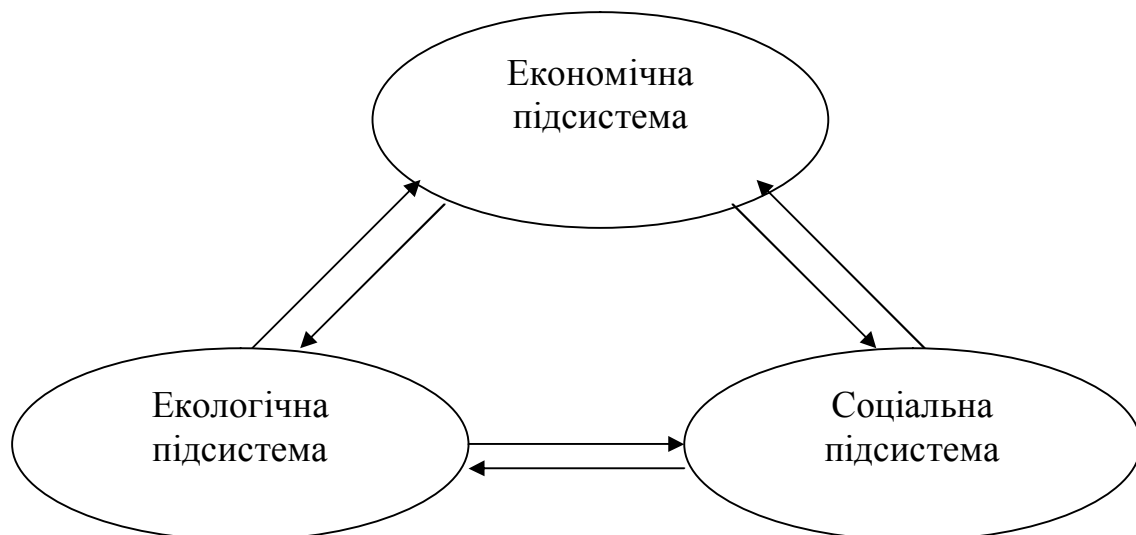 Економічна
підсистема
Екологічна
підсистема
Соціальна
підсистема